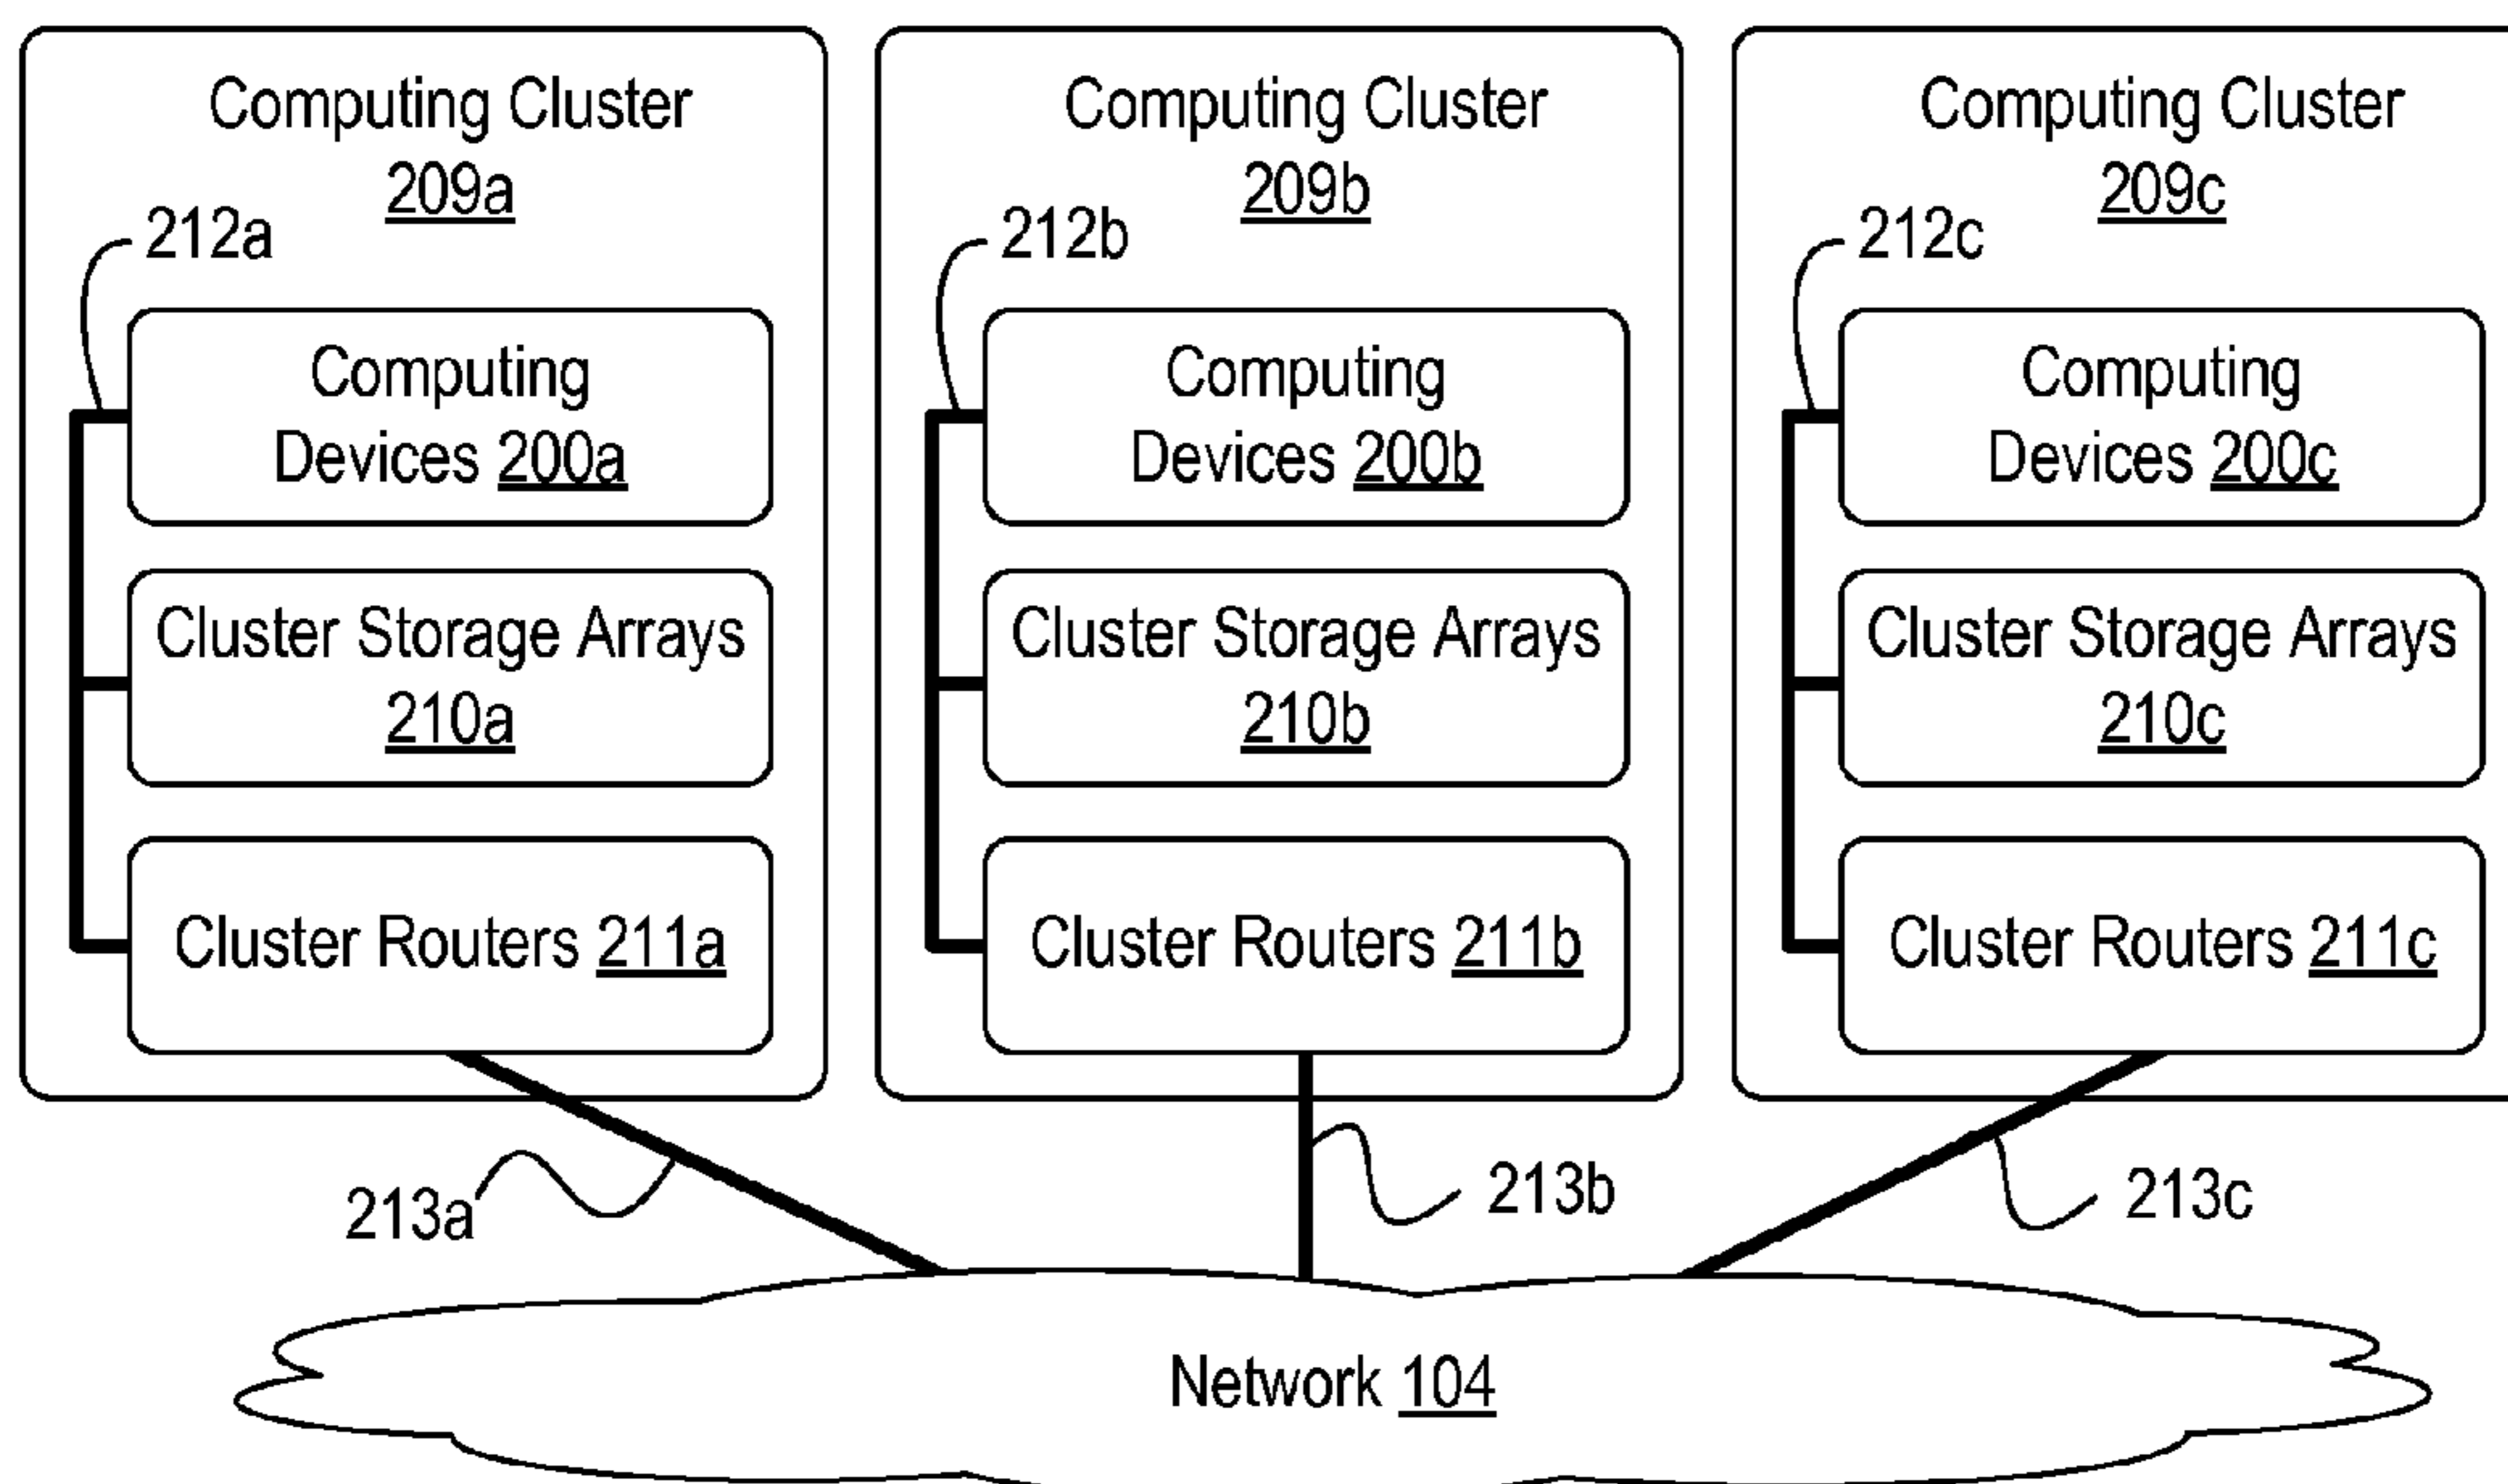 Computing Cluster
209a
212a
Computing
Devices 200a
Cluster Storage Arrays
210a
Cluster Routers 211a
Computing Cluster
209b
212b
Computing
Devices 200b
Cluster Storage Arrays
210b
Cluster Routers 211b
Computing Cluster
209c
212c
Computing
Devices 200c
Cluster Storage Arrays
210c
Cluster Routers 211c
213a
213b
213c
Network 104